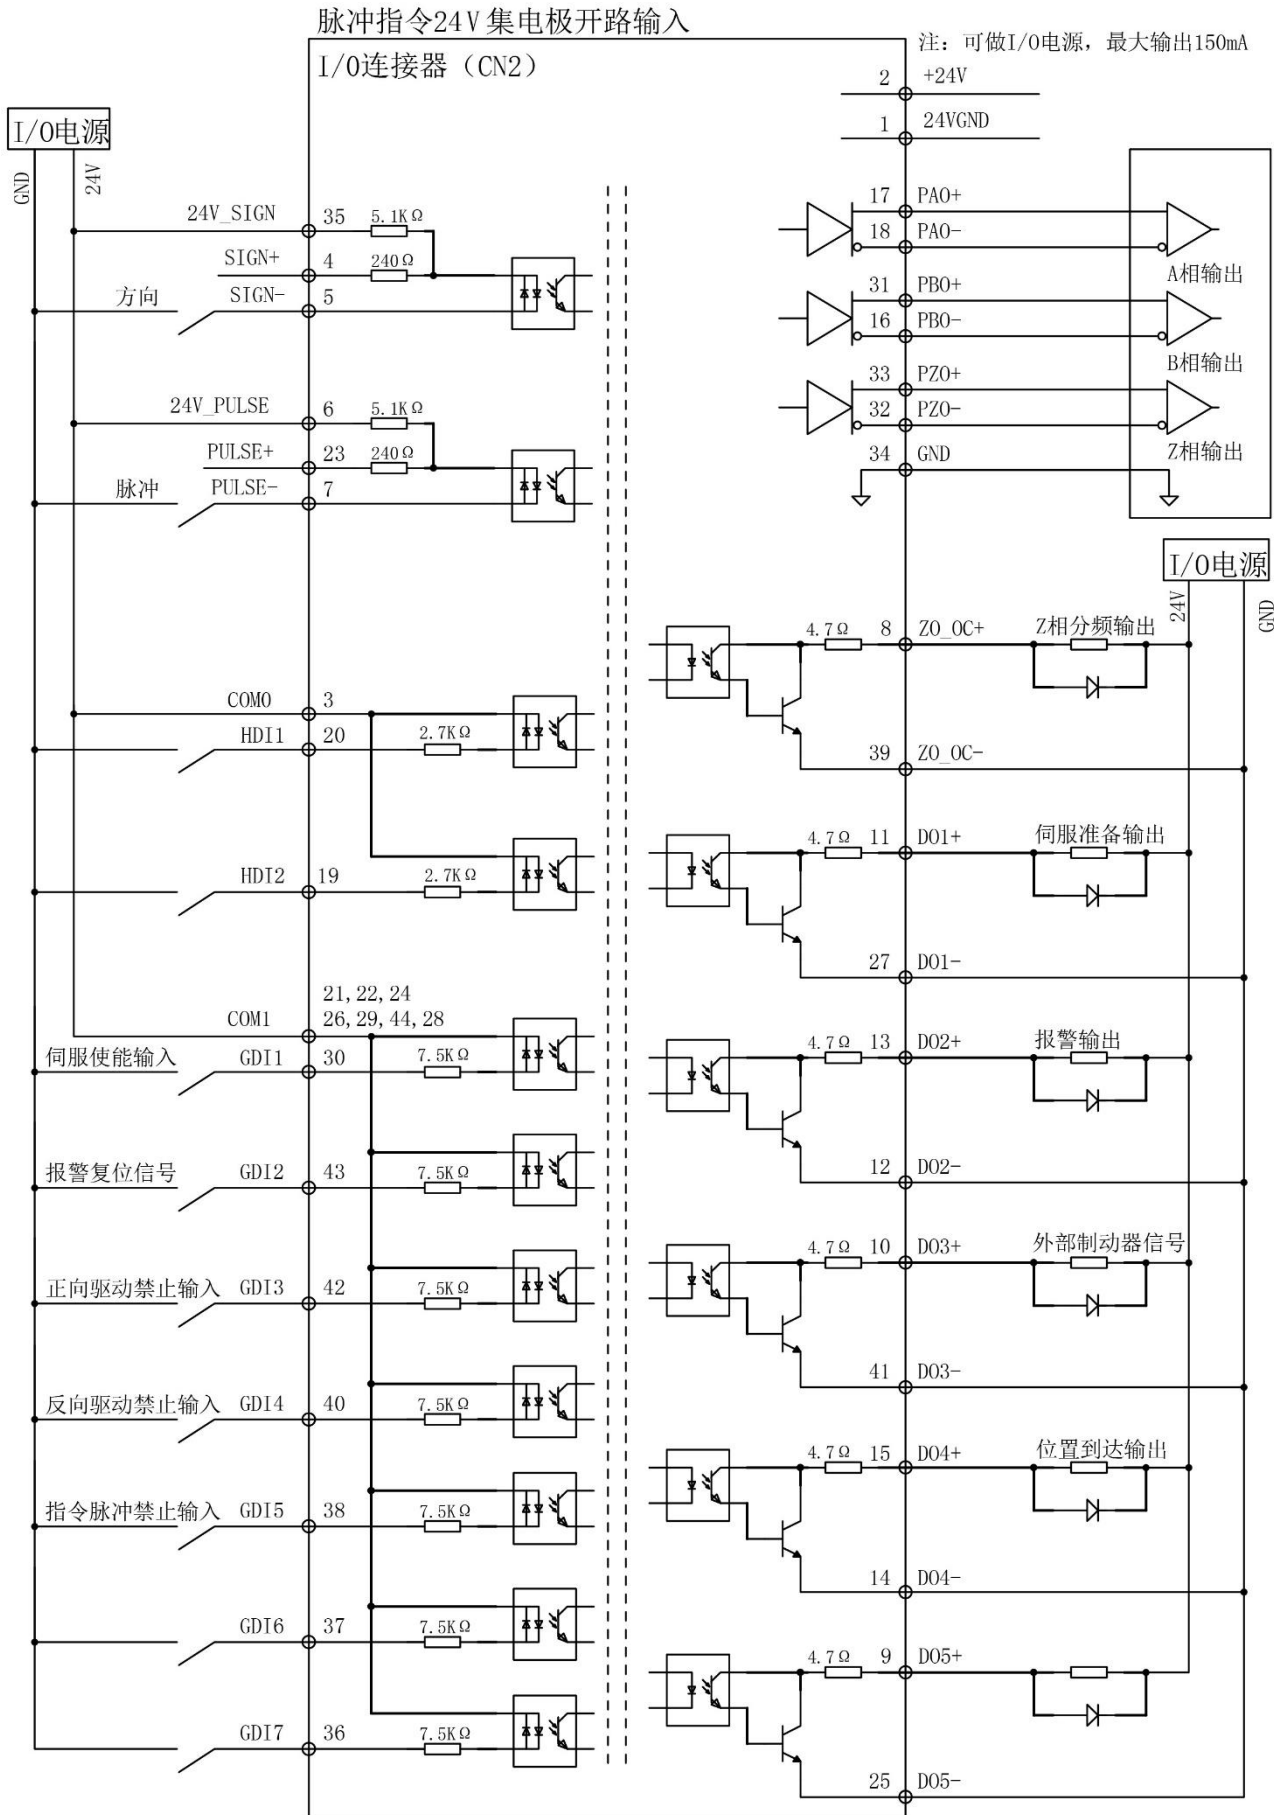 脉冲指令24V集电极开路输入
I/O连接器（CN2）
注：可做I/O电源，最大输出150mA
2 +24V
1 24VGND
I/O电源
GND
24V
24V_SIGN 35 5.1KΩ
SIGN+ 4 240Ω
方向 SIGN- 5
24V_PULSE 6 5.1KΩ
PULSE+ 23 240Ω
脉冲 PULSE- 7
COM0 3
HDI1 20 2.7KΩ
HDI2 19 2.7KΩ
21,22,24
COM1 26,29,44,28
伺服使能输入 GDI1 30 7.5KΩ
报警复位信号 GDI2 43 7.5KΩ
正向驱动禁止输入 GDI3 42 7.5KΩ
反向驱动禁止输入 GDI4 40 7.5KΩ
指令脉冲禁止输入 GDI5 38 7.5KΩ
GDI6 37 7.5KΩ
GDI7 36 7.5KΩ
17 PAO+
18 PAO-
A相输出
31 PBO+
16 PBO-
B相输出
33 PZO+
32 PZO-
Z相输出
34 GND
I/O电源
24V
GND
4.7Ω 8 ZO_OC+ Z相分频输出
39 ZO_OC-
4.7Ω 11 DO1+ 伺服准备输出
27 DO1-
4.7Ω 13 DO2+ 报警输出
12 DO2-
4.7Ω 10 DO3+ 外部制动器信号
41 DO3-
4.7Ω 15 DO4+ 位置到达输出
14 DO4-
4.7Ω 9 DO5+
25 DO5-